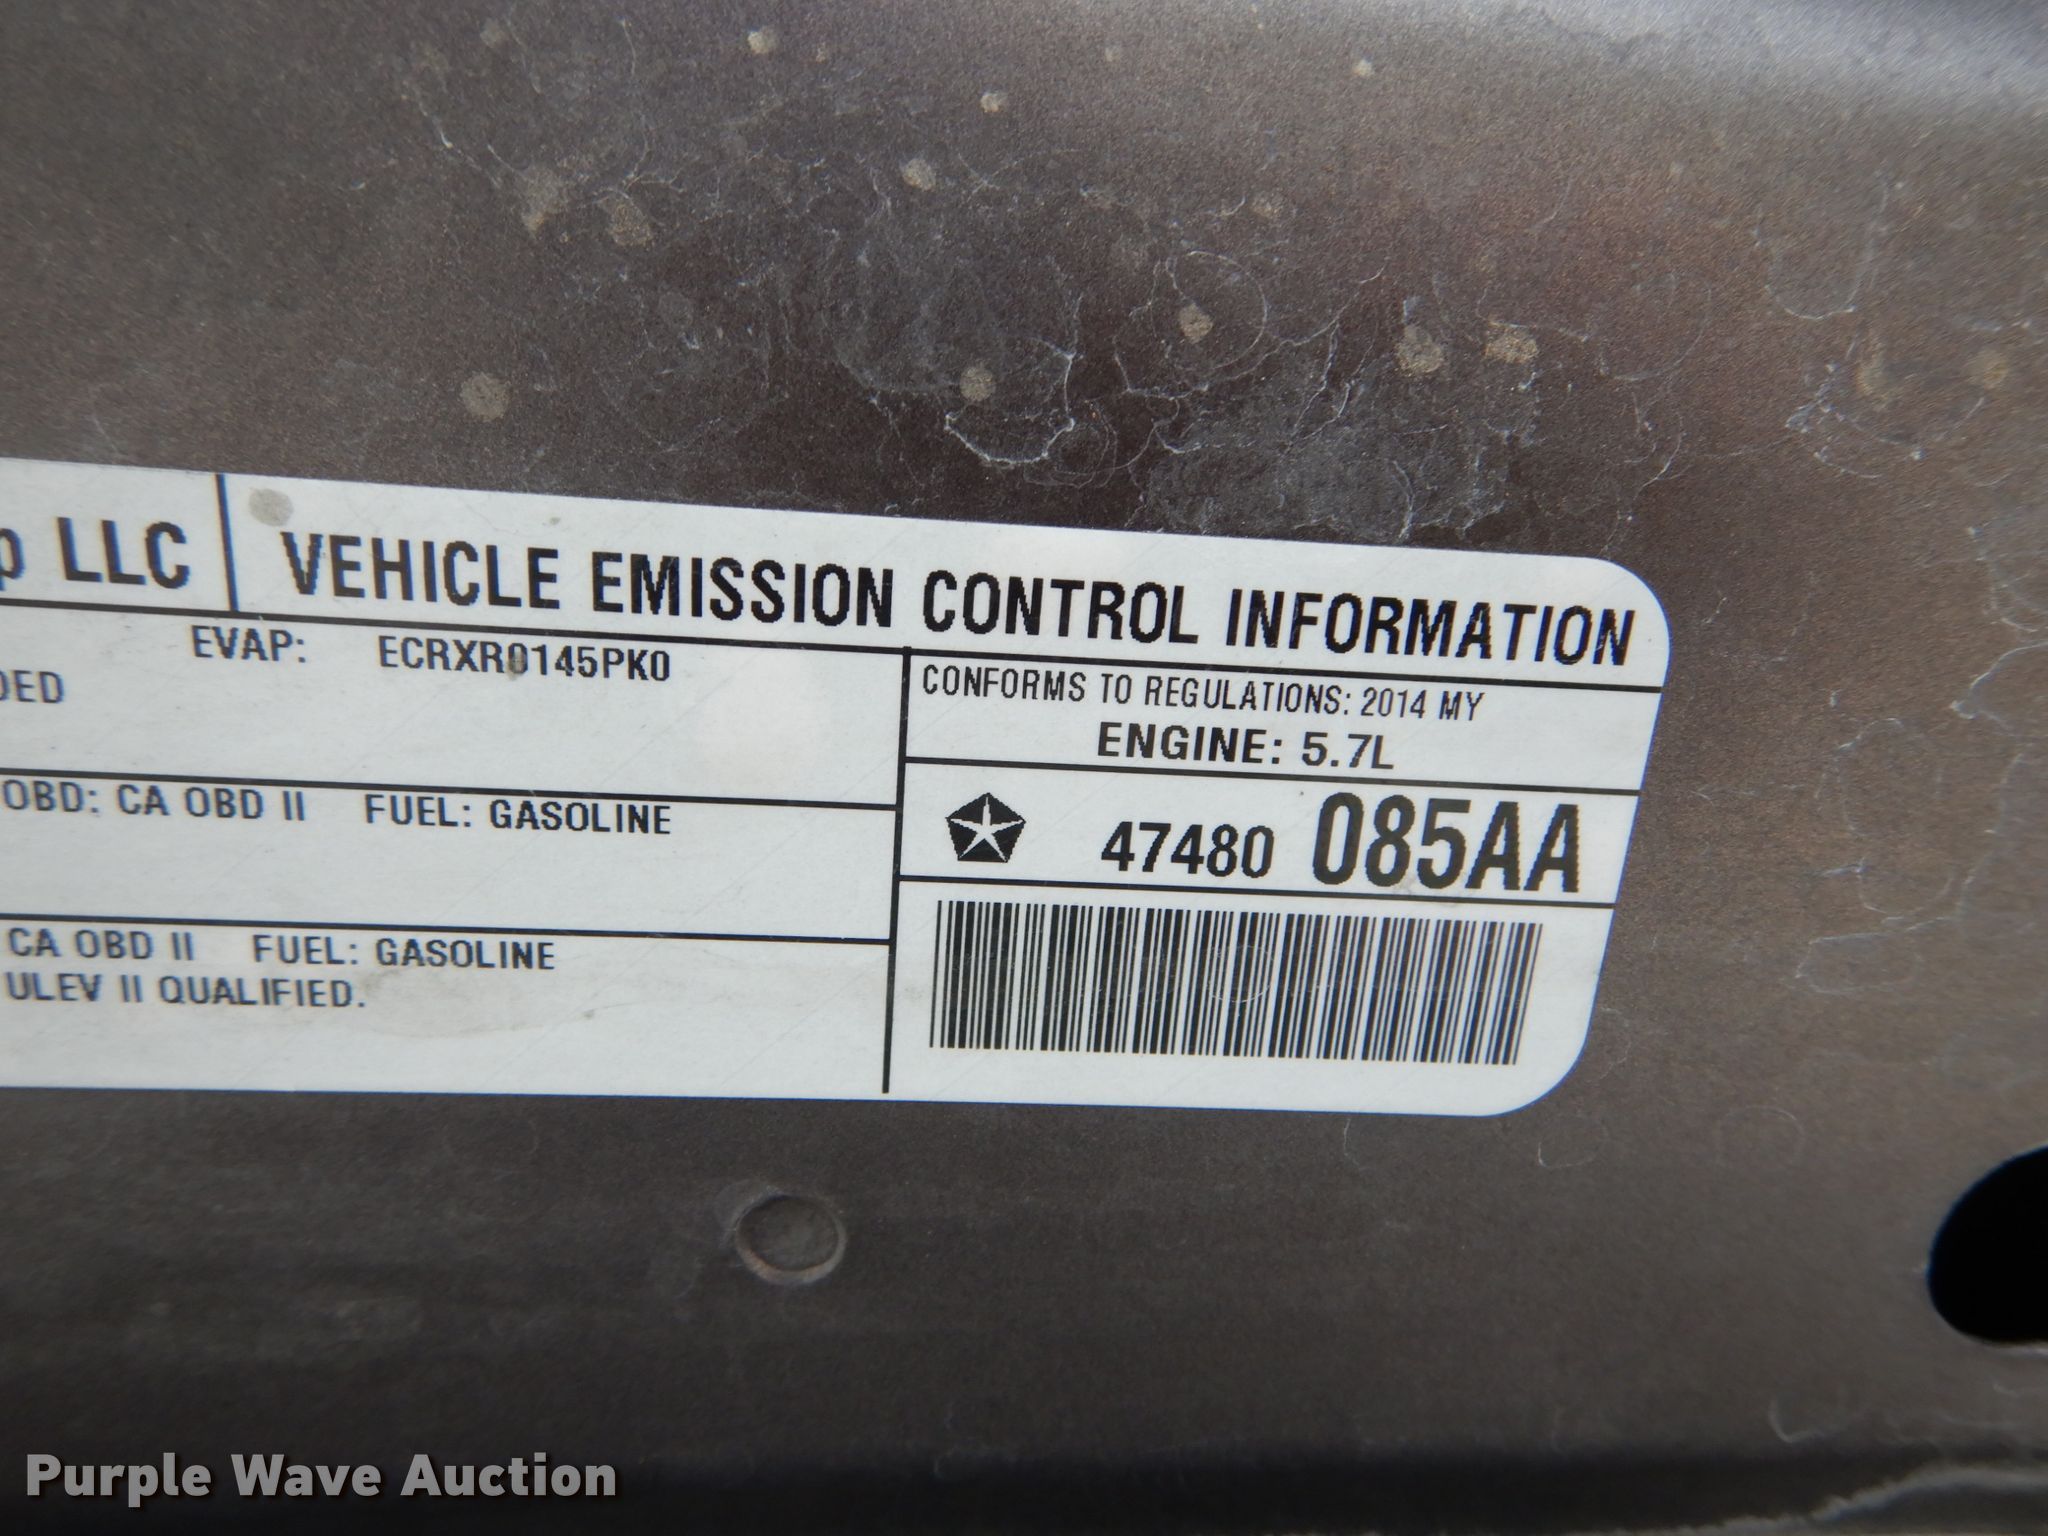 LLC VEHICLE EMISSION CONTROL INFORMATION
EVAP: ECRXR0145PK0
CONFORMS TO REGULATIONS: 2014 MY
ENGINE: 5.7L
OBD: CA OBD II FUEL: GASOLINE
47480 085AA
CA OBD II FUEL: GASOLINE
ULEV II QUALIFIED.
Purple Wave Auction